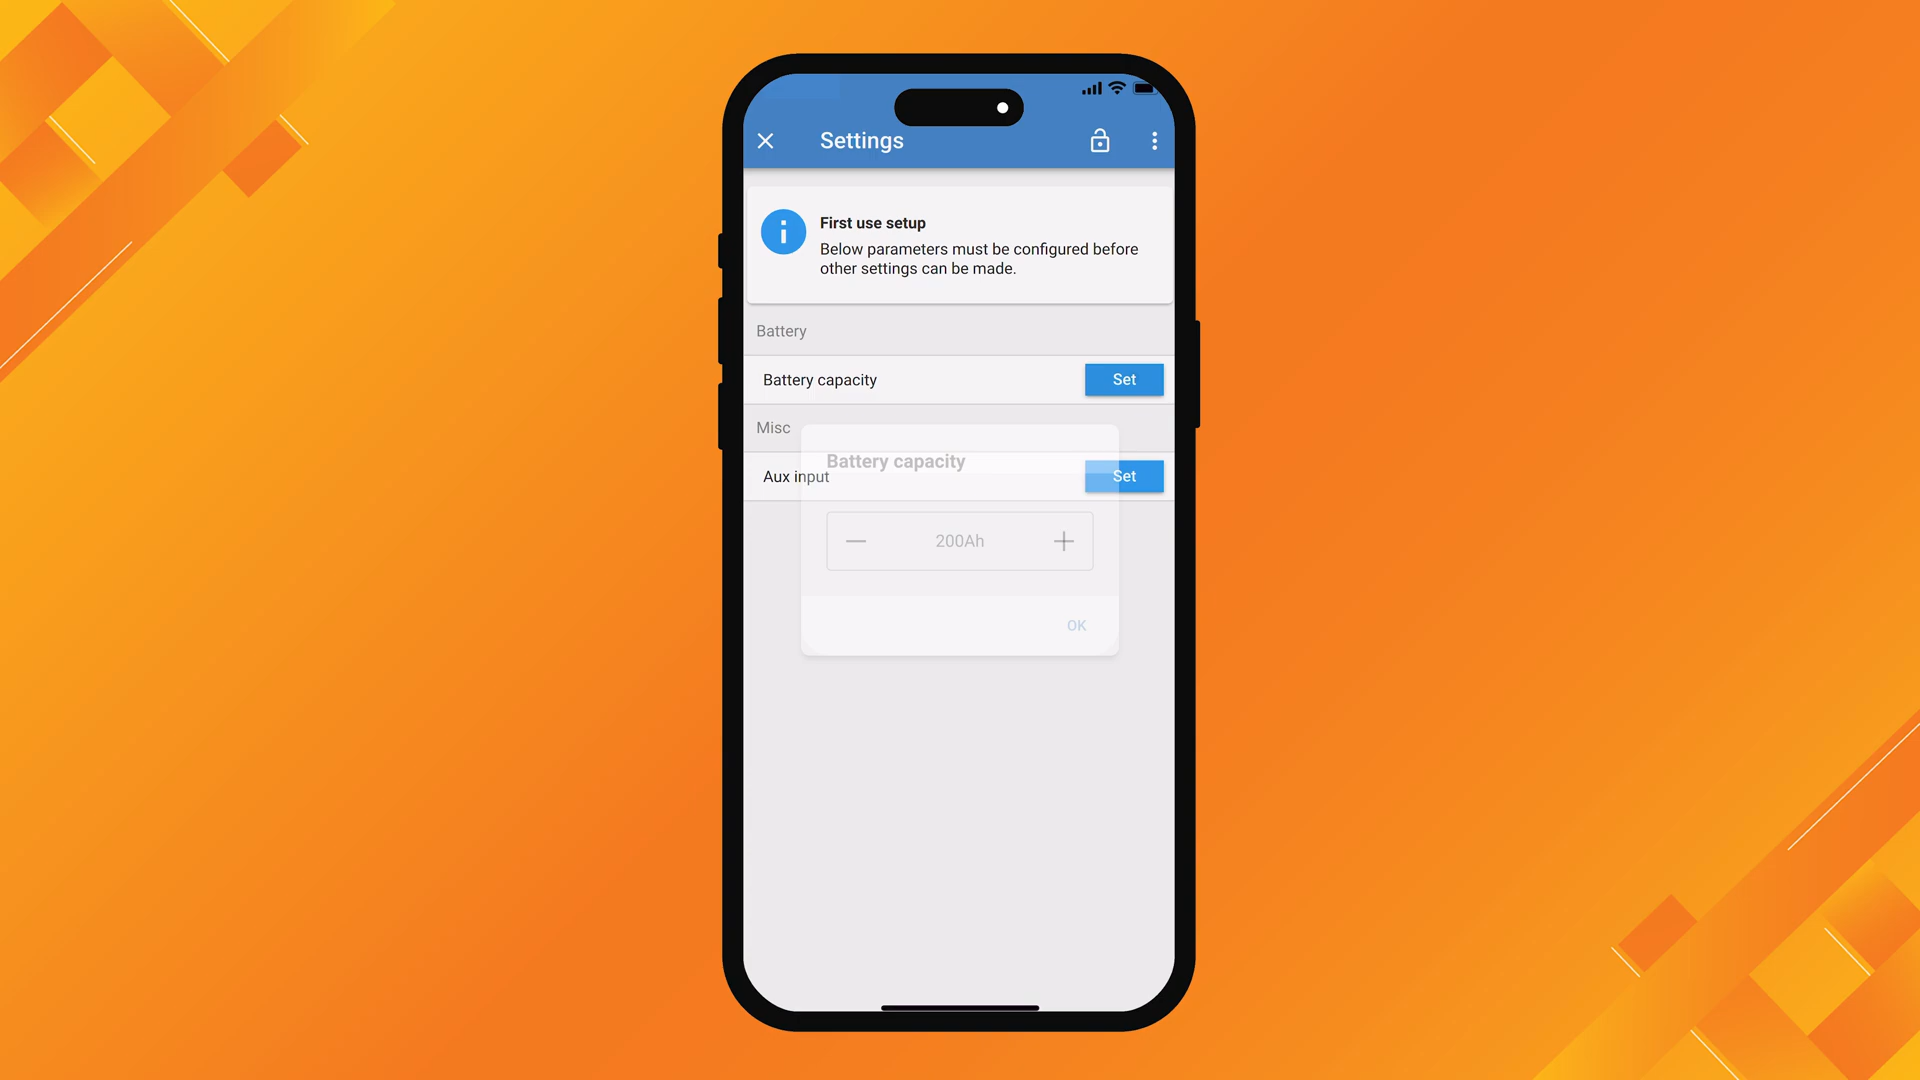 Settings
First use setup
Below parameters must be configured before
other settings can be made.
Battery
Battery capacity
Set
Misc
Battery capacity
Aux input
Set
200Ah
OK